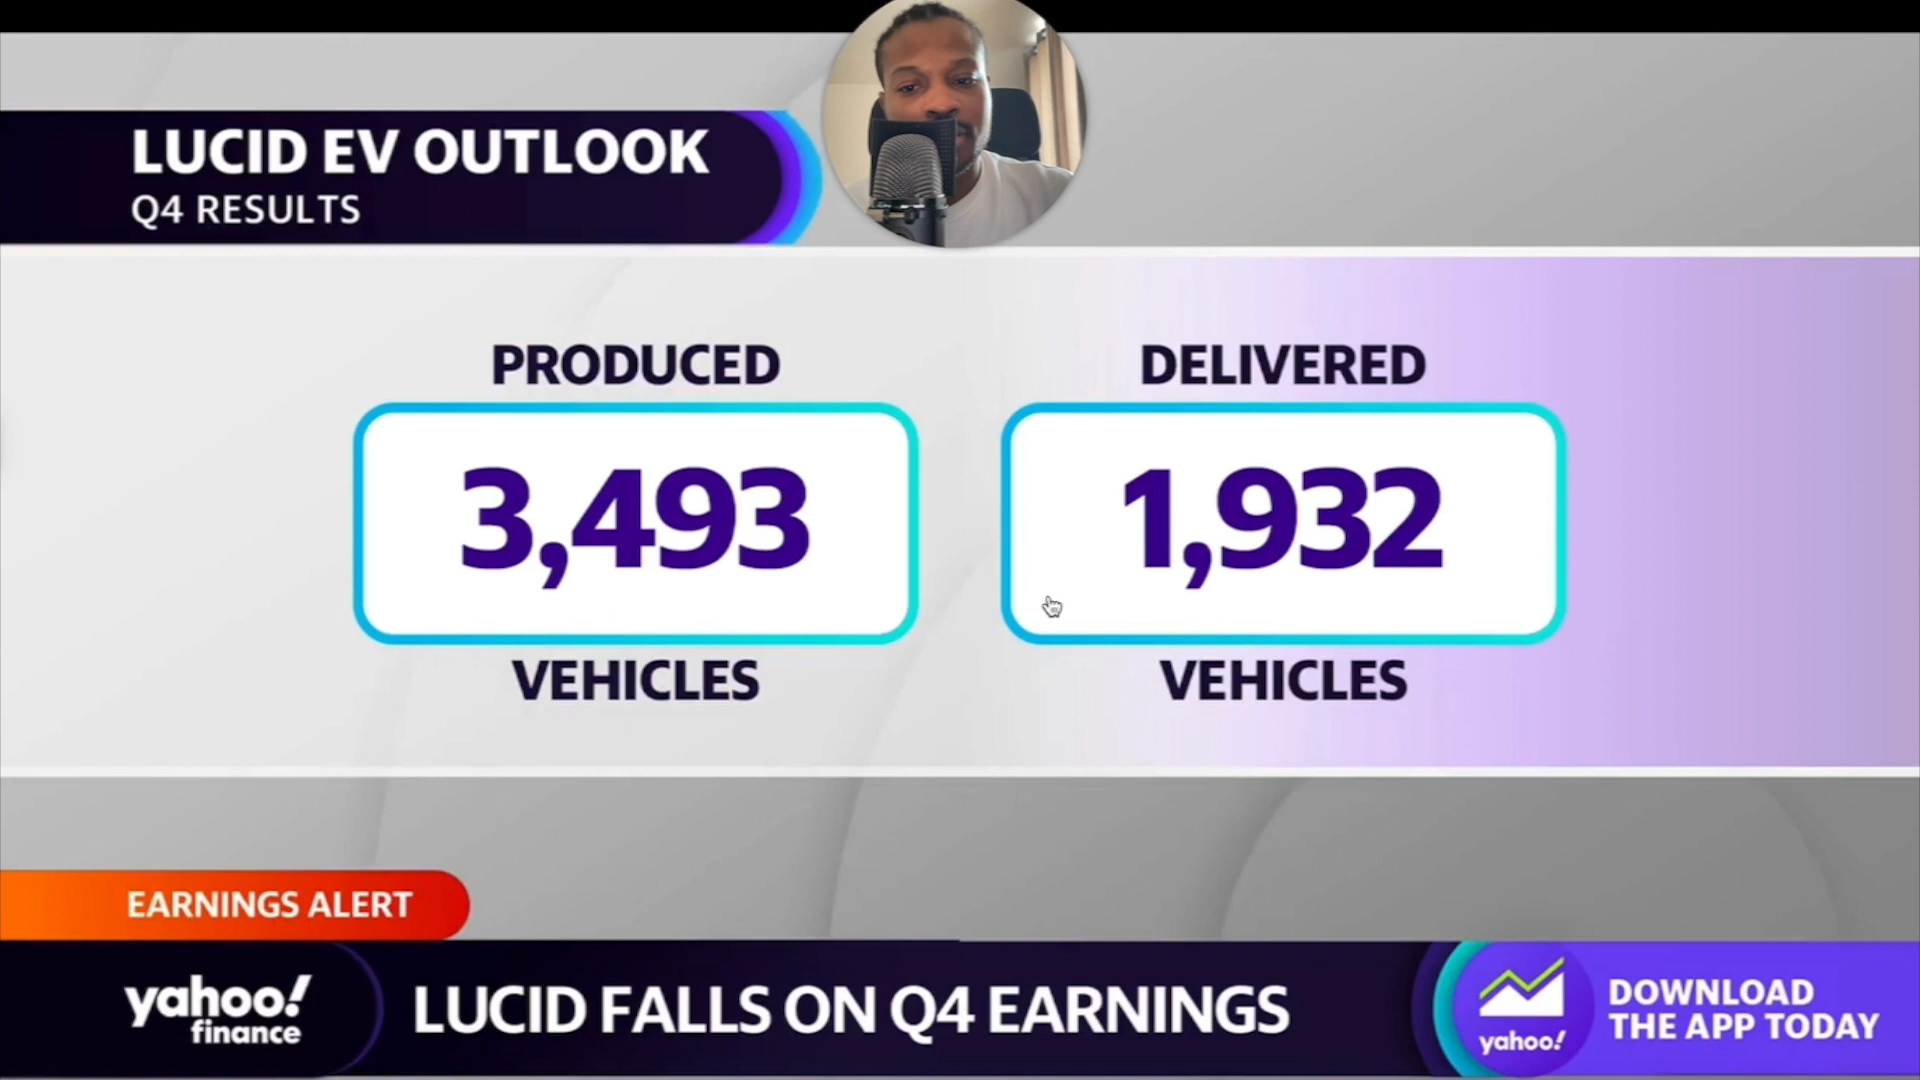 LUCID EV OUTLOOK
Q4 RESULTS
PRODUCED
3,493
VEHICLES
DELIVERED
1,932
VEHICLES
EARNINGS ALERT
yahoo!
finance
LUCID FALLS ON Q4 EARNINGS
yahoo!
DOWNLOAD
THE APP TODAY